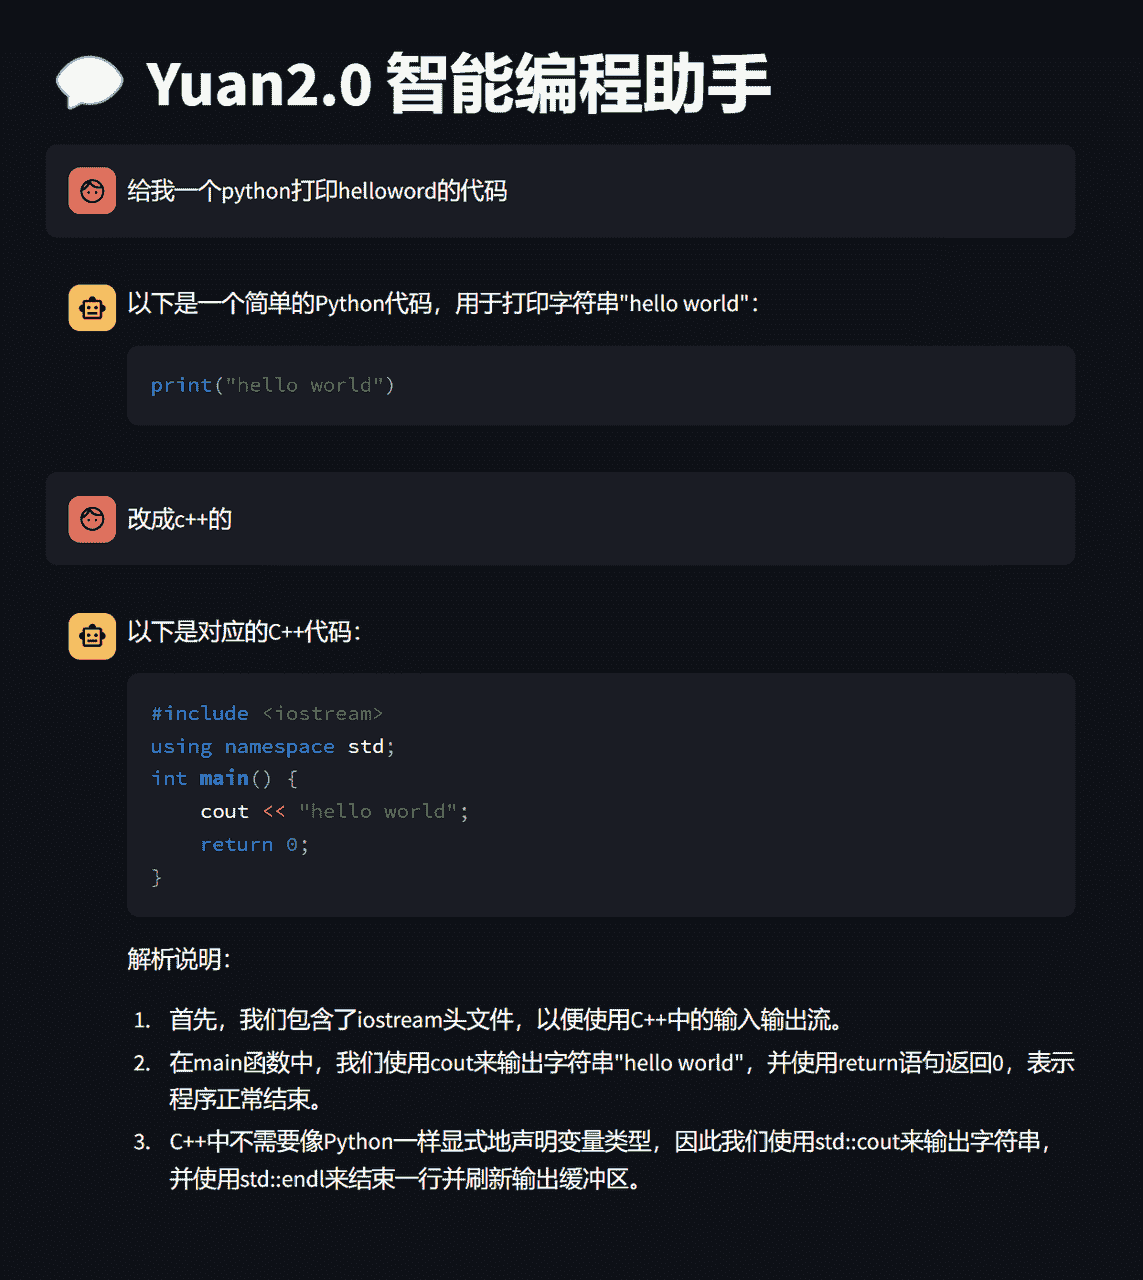 Yuan2.0 智能编程助手
给我一个python打印helloword的代码
以下是一个简单的Python代码，用于打印字符串"hello world"：
print("hello world")
改成c++的
以下是对应的C++代码：
#include <iostream>
using namespace std;
int main() {
    cout << "hello world";
    return 0;
}
解析说明：
1. 首先，我们包含了iostream头文件，以便使用C++中的输入输出流。
2. 在main函数中，我们使用cout来输出字符串"hello world"，并使用return语句返回0，表示
程序正常结束。
3. C++中不需要像Python一样显式地声明变量类型，因此我们使用std::cout来输出字符串，
并使用std::endl来结束一行并刷新输出缓冲区。